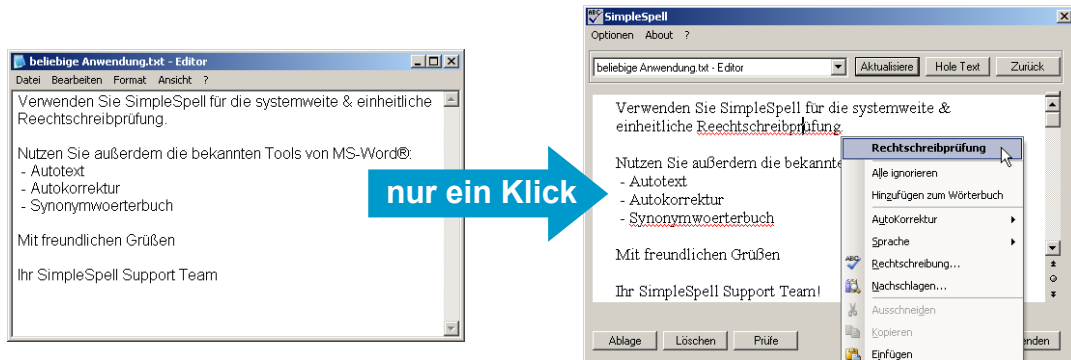 beliebige Anwendung.txt - Editor
Datei Bearbeiten Format Ansicht ?
Verwenden Sie SimpleSpell für die systemweite & einheitliche
Reechtschreibprüfung.
Nutzen Sie außerdem die bekannten Tools von MS-Word®:
- Autotext
- Autokorrektur
- Synonymwoerterbuch
Mit freundlichen Grüßen
Ihr SimpleSpell Support Team
nur ein Klick
SimpleSpell
Optionen About ?
beliebige Anwendung.txt - Editor Aktualisiere Hole Text Zurück
Verwenden Sie SimpleSpell für die systemweite &
einheitliche Reechtschreibprüfung.
Nutzen Sie außerdem die bekannte
- Autotext
- Autokorrektur
- Synonymwoerterbuch
Mit freundlichen Grüßen
Ihr SimpleSpell Support Team!
Rechtschreibprüfung
Alle ignorieren
Hinzufügen zum Wörterbuch
AutoKorrektur
Sprache
Rechtschreibung...
Nachschlagen...
Ausschneiden
Kopieren
Einfügen
Ablage Löschen Prüfe enden